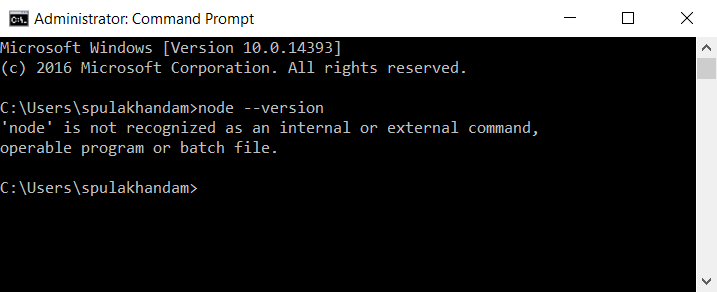 Administrator: Command Prompt
Microsoft Windows [Version 10.0.14393]
(c) 2016 Microsoft Corporation. All rights reserved.
C:\Users\spulakhandam>node --version
'node' is not recognized as an internal or external command,
operable program or batch file.
C:\Users\spulakhandam>